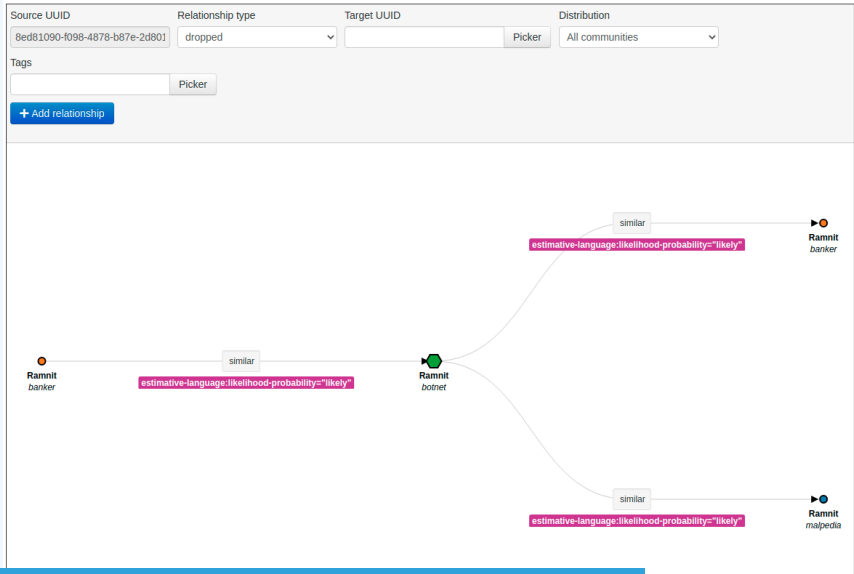 Source UUID
Relationship type
Target UUID
Distribution
8ed81090-f098-4878-b87e-2d801
dropped
Picker
All communities
Tags
Picker
Add relationship
similar
estimative-language:likelihood-probability="likely"
Ramnit
banker
similar
estimative-language:likelihood-probability="likely"
Ramnit
banker
Ramnit
botnet
similar
estimative-language:likelihood-probability="likely"
Ramnit
malpedia